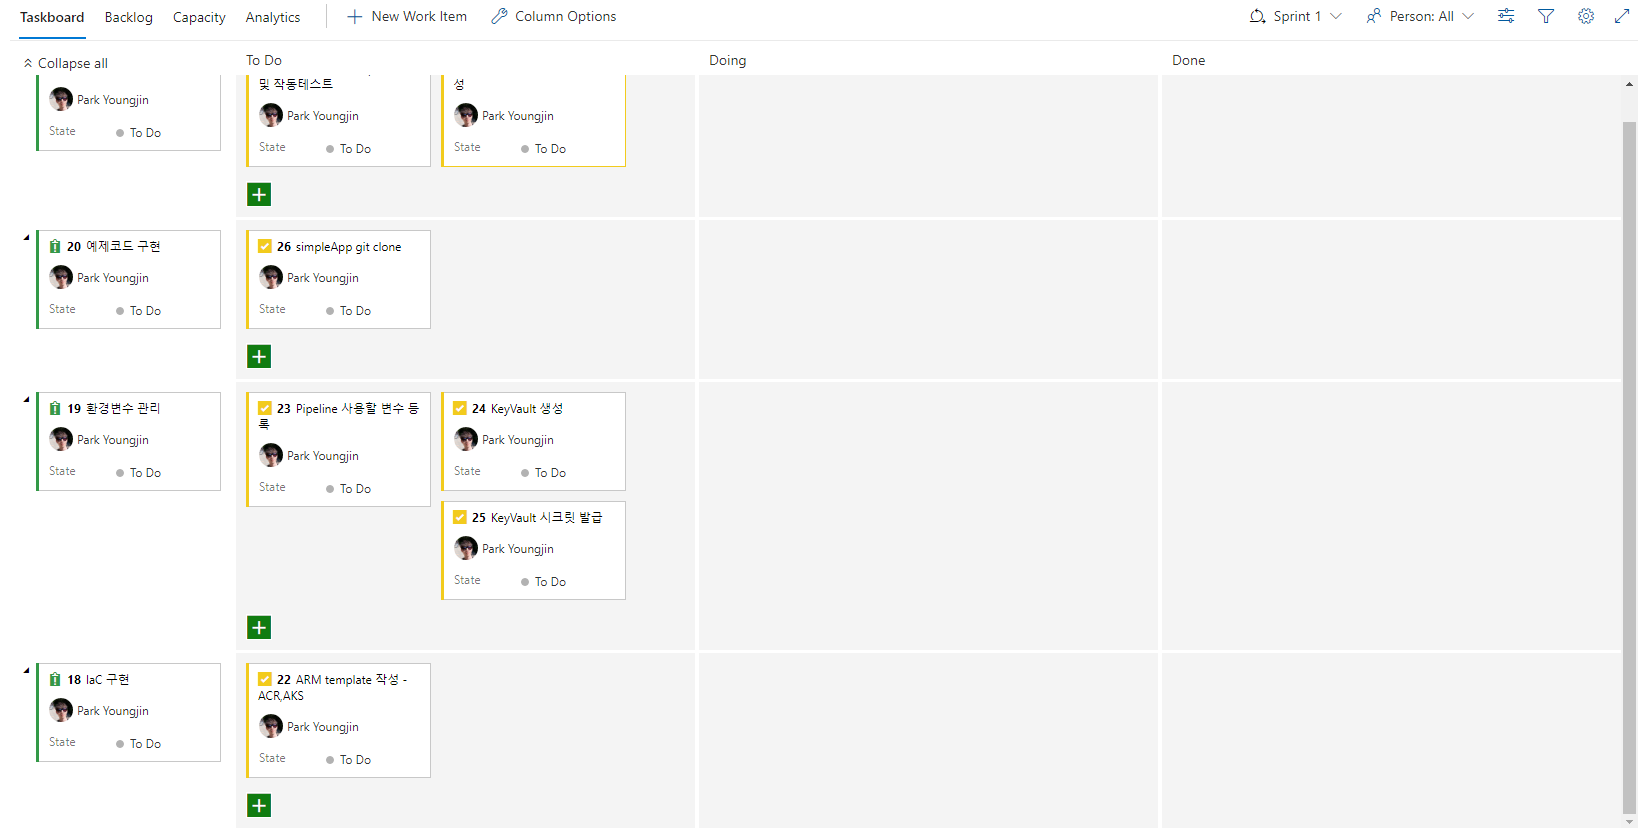 Taskboard Backlog Capacity Analytics New Work Item Column Options Sprint 1 Person: All
Collapse all To Do Doing Done
및 작동테스트
성
Park Youngjin
State To Do
Park Youngjin
State To Do
Park Youngjin
State To Do
20 예제코드 구현
Park Youngjin
State To Do
26 simpleApp git clone
Park Youngjin
State To Do
19 환경변수 관리
Park Youngjin
State To Do
23 Pipeline 사용할 변수 등
록
Park Youngjin
State To Do
24 KeyVault 생성
Park Youngjin
State To Do
25 KeyVault 시크릿 발급
Park Youngjin
State To Do
18 IaC 구현
Park Youngjin
State To Do
22 ARM template 작성 -
ACR,AKS
Park Youngjin
State To Do